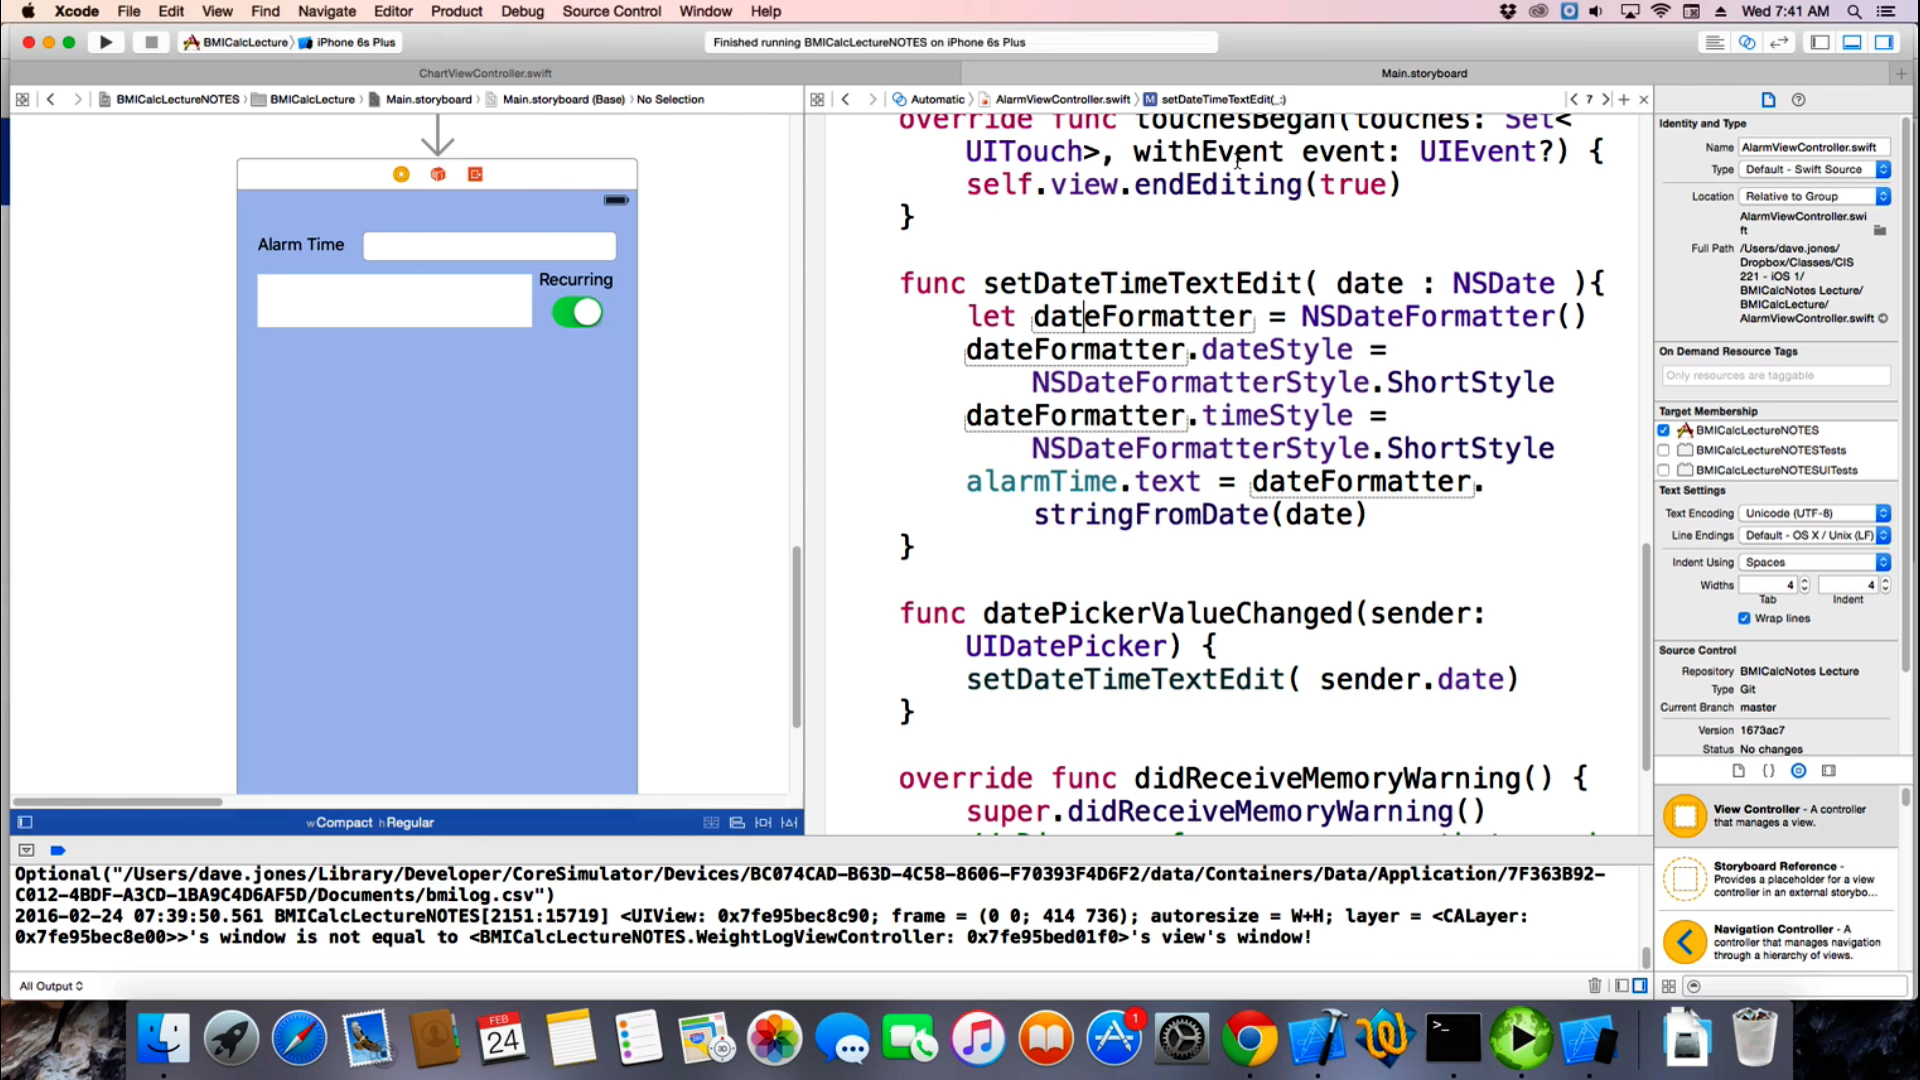 Xcode File Edit View Find Navigate Editor Product Debug Source Control Window Help Wed 7:41 AM
BMICalcLecture iPhone 6s Plus Finished running BMICalcLectureNOTES on iPhone 6s Plus
ChartViewController.swift Main.storyboard
BMICalcLectureNOTES BMICalcLecture Main.storyboard Main.storyboard (Base) No Selection
Automatic AlarmViewController.swift M setDateTimeTextEdit(_:) 7
Alarm Time
Recurring
wCompact hRegular
override func touchesBegan(touches: Set<
UITouch>, withEvent event: UIEvent?) {
self.view.endEditing(true)
}
func setDateTimeTextEdit( date : NSDate ){
let dateFormatter = NSDateFormatter()
dateFormatter.dateStyle =
NSDateFormatterStyle.ShortStyle
dateFormatter.timeStyle =
NSDateFormatterStyle.ShortStyle
alarmTime.text = dateFormatter.
stringFromDate(date)
}
func datePickerValueChanged(sender:
UIDatePicker) {
setDateTimeTextEdit( sender.date)
}
override func didReceiveMemoryWarning() {
super.didReceiveMemoryWarning()
Identity and Type
Name AlarmViewController.swift
Type Default - Swift Source
Location Relative to Group
AlarmViewController.swi
ft
Full Path /Users/dave.jones/
Dropbox/Classes/CIS
221 - iOS 1/
BMICalcNotes Lecture/
BMICalcLecture/
AlarmViewController.swift
On Demand Resource Tags
Only resources are taggable
Target Membership
BMICalcLectureNOTES
BMICalcLectureNOTESTests
BMICalcLectureNOTESUITests
Text Settings
Text Encoding Unicode (UTF-8)
Line Endings Default - OS X / Unix (LF)
Indent Using Spaces
Widths 4 4
Tab Indent
Wrap lines
Source Control
Repository BMICalcNotes Lecture
Type Git
Current Branch master
Version 1673ac7
Status No changes
View Controller - A controller
that manages a view.
Storyboard Reference -
Provides a placeholder for a view
controller in an external storybo...
Navigation Controller - A
controller that manages navigation
through a hierarchy of views.
Optional("/Users/dave.jones/Library/Developer/CoreSimulator/Devices/BC074CAD-B63D-4C58-8606-F70393F4D6F2/data/Containers/Data/Application/7F363B92-
C012-4BDF-A3CD-1BA9C4D6AF5D/Documents/bmilog.csv")
2016-02-24 07:39:50.561 BMICalcLectureNOTES[2151:15719] <UIView: 0x7fe95bec8c90; frame = (0 0; 414 736); autoresize = W+H; layer = <CALayer:
0x7fe95bec8e00>>'s window is not equal to <BMICalcLectureNOTES.WeightLogViewController: 0x7fe95bed01f0>'s view's window!
All Output
FEB
24
1